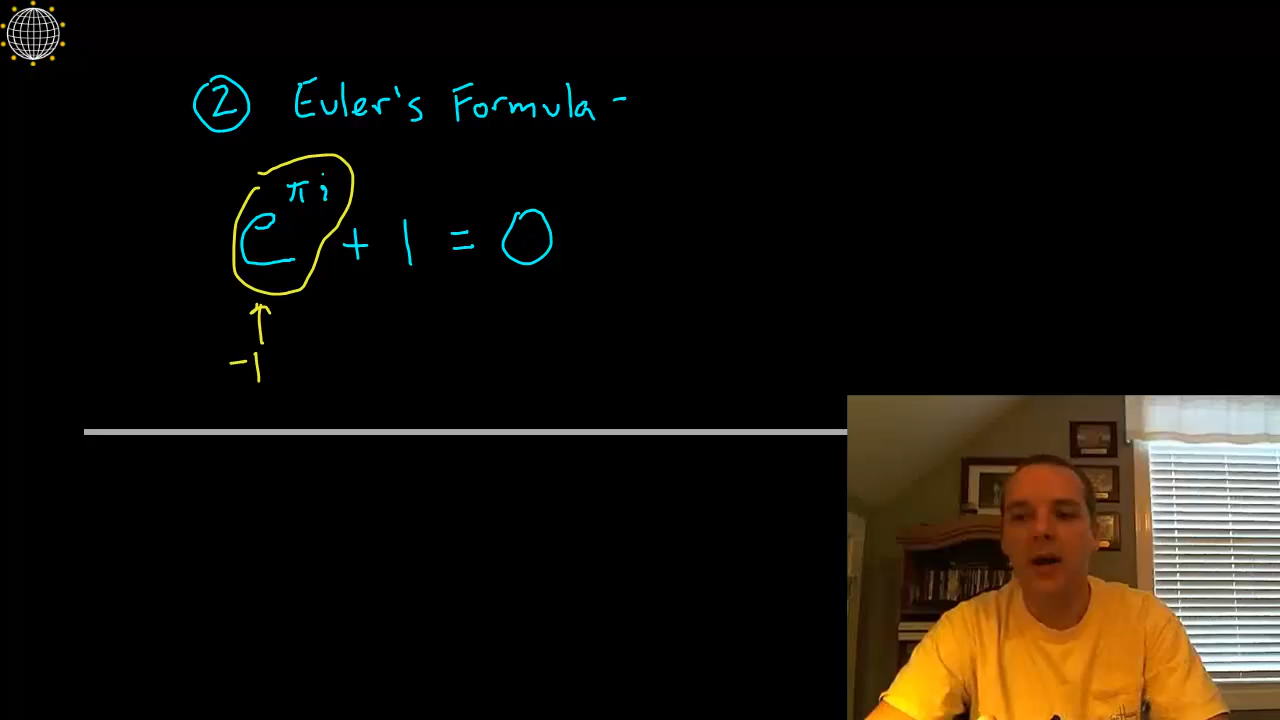 ② Euler's Formula -
e^{πi} + 1 = 0
↑
-1